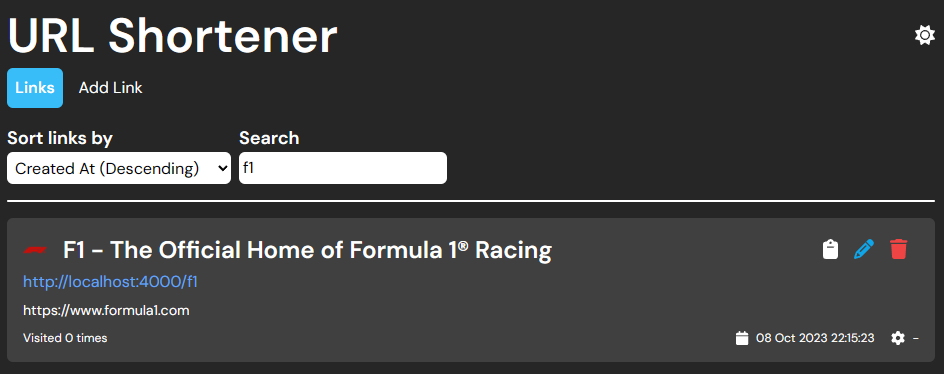 URL Shortener
Links Add Link
Sort links by Search
Created At (Descending) f1
F1 - The Official Home of Formula 1® Racing
http://localhost:4000/f1
https://www.formula1.com
Visited 0 times 08 Oct 2023 22:15:23 -